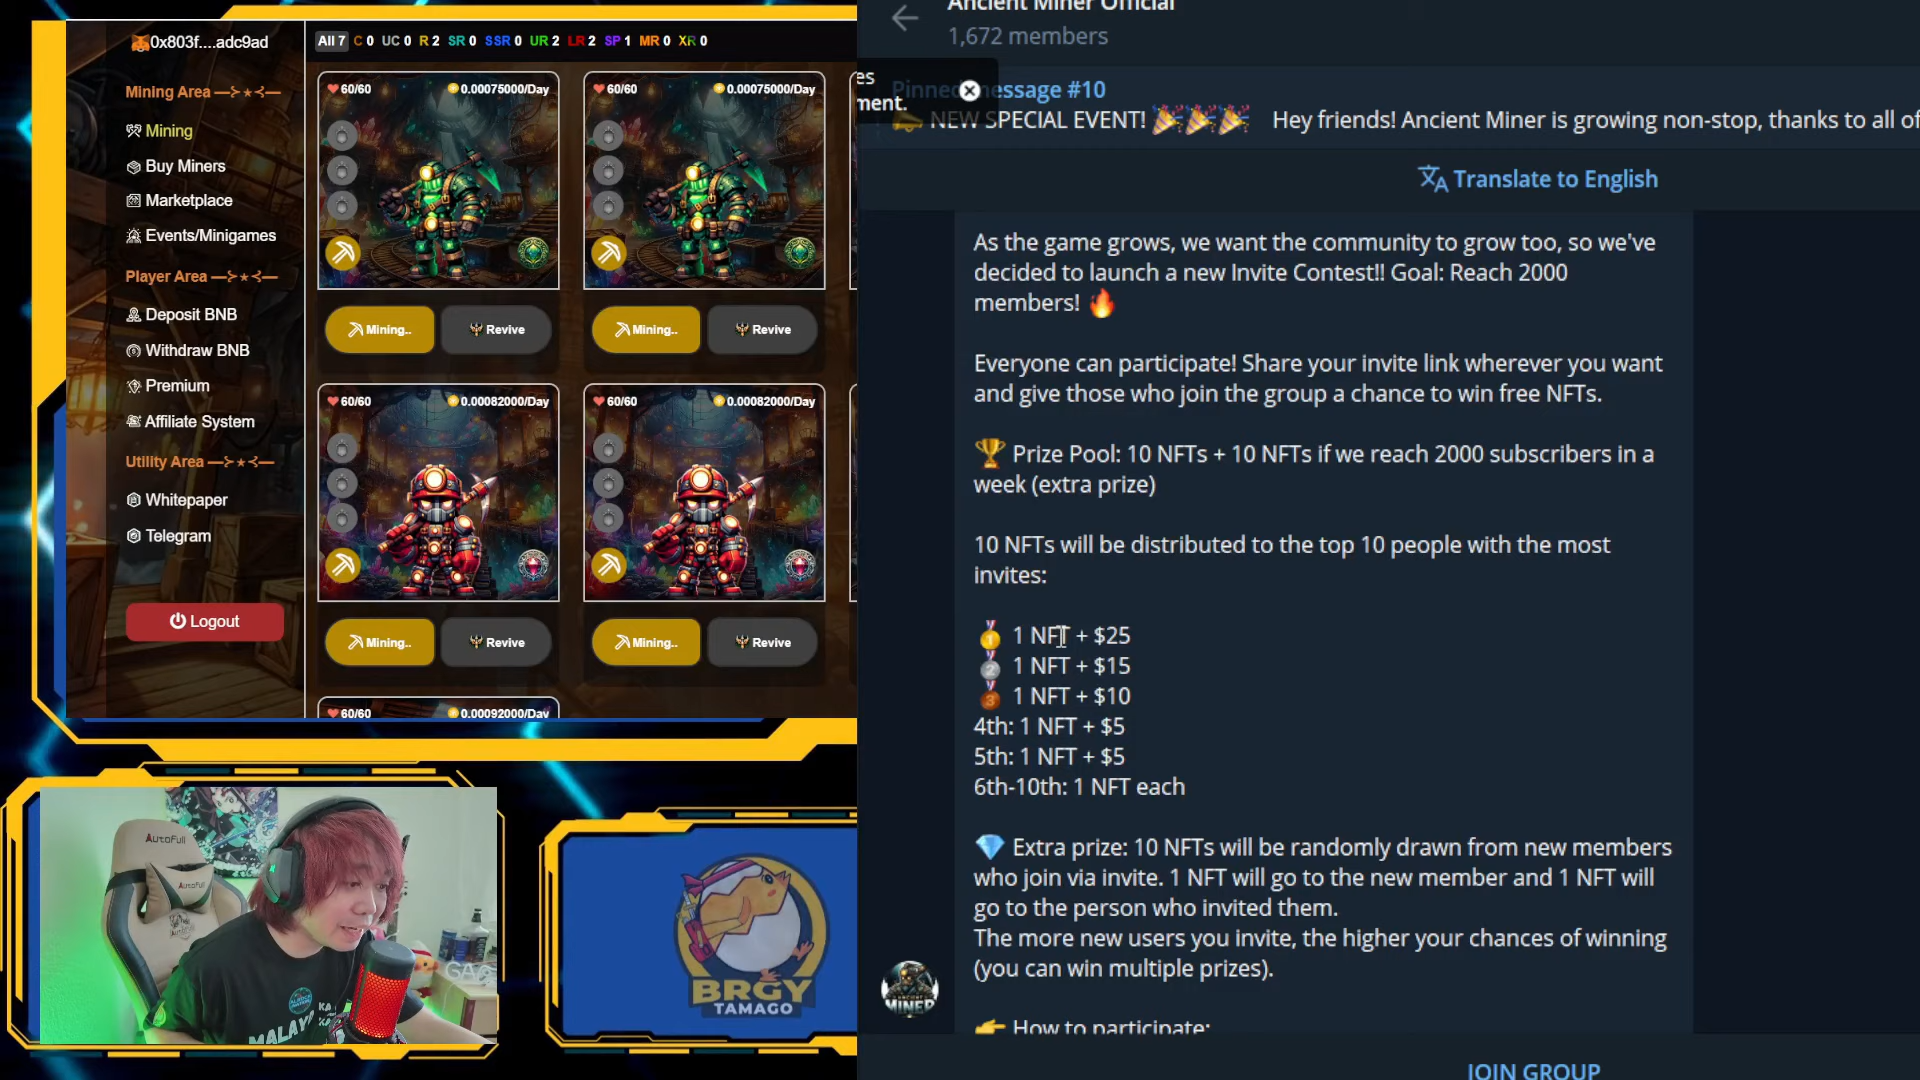 0x803f....adc9ad
Mining Area
Mining
Buy Miners
Marketplace
Events/Minigames
Player Area
Deposit BNB
Withdraw BNB
Premium
Affiliate System
Utility Area
Whitepaper
Telegram
Logout
All 7 C 0 UC 0 R 2 SR 0 SSR 0 UR 2 LR 2 SP 1 MR 0 XR 0
60/60 0.00075000/Day
60/60 0.00075000/Day
Mining.. Revive
Mining.. Revive
60/60 0.00082000/Day
60/60 0.00082000/Day
Mining.. Revive
Mining.. Revive
60/60 0.00092000/Day
AutoFull
AutoFull
MALAYA
BRGY
TAMAGO
Ancient Miner Official
1,672 members
Pinned message #10
es
ment.
NEW SPECIAL EVENT! 🎉🎉🎉 Hey friends! Ancient Miner is growing non-stop, thanks to all of
Translate to English
As the game grows, we want the community to grow too, so we've
decided to launch a new Invite Contest!! Goal: Reach 2000
members! 🔥
Everyone can participate! Share your invite link wherever you want
and give those who join the group a chance to win free NFTs.
🏆 Prize Pool: 10 NFTs + 10 NFTs if we reach 2000 subscribers in a
week (extra prize)
10 NFTs will be distributed to the top 10 people with the most
invites:
🥇 1 NFT + $25
🥈 1 NFT + $15
🥉 1 NFT + $10
4th: 1 NFT + $5
5th: 1 NFT + $5
6th-10th: 1 NFT each
💎 Extra prize: 10 NFTs will be randomly drawn from new members
who join via invite. 1 NFT will go to the new member and 1 NFT will
go to the person who invited them.
The more new users you invite, the higher your chances of winning
(you can win multiple prizes).
👉 How to participate:
ANCIENT
MINER
JOIN GROUP